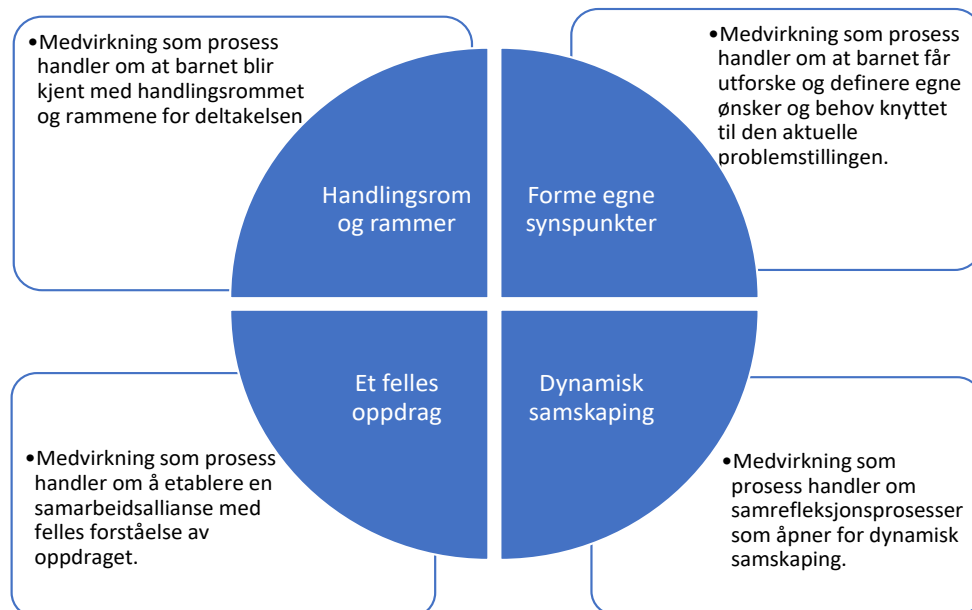 •Medvirkning som prosess
handler om at barnet blir
kjent med handlingsrommet
og rammene for deltakelsen
•Medvirkning som prosess
handler om at barnet får
utforske og definere egne
ønsker og behov knyttet
til den aktuelle
problemstillingen.
Handlingsrom
og rammer
Forme egne
synspunkter
Et felles
oppdrag
Dynamisk
samskaping
•Medvirkning som prosess
handler om å etablere en
samarbeidsallianse med
felles forståelse av
oppdraget.
•Medvirkning som
prosess handler om
samrefleksjonsprosesser
som åpner for dynamisk
samskaping.